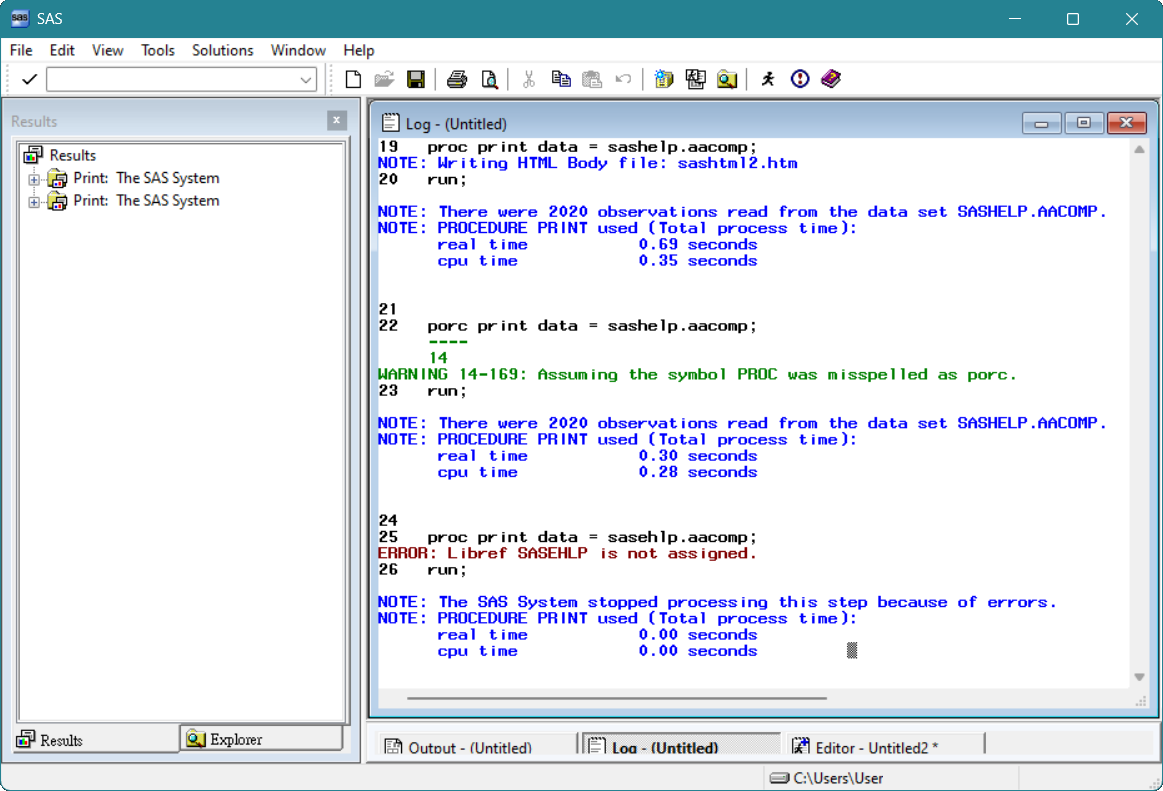 SAS
File Edit View Tools Solutions Window Help
Results
Results
Print: The SAS System
Print: The SAS System
Log - (Untitled)
19 proc print data = sashelp.aacomp;
NOTE: Writing HTML Body file: sashtml2.htm
20 run;
NOTE: There were 2020 observations read from the data set SASHELP.AACOMP.
NOTE: PROCEDURE PRINT used (Total process time):
real time 0.69 seconds
cpu time 0.35 seconds
21
22 porc print data = sashelp.aacomp;
----
14
WARNING 14-169: Assuming the symbol PROC was misspelled as porc.
23 run;
NOTE: There were 2020 observations read from the data set SASHELP.AACOMP.
NOTE: PROCEDURE PRINT used (Total process time):
real time 0.30 seconds
cpu time 0.28 seconds
24
25 proc print data = sasehlp.aacomp;
ERROR: Libref SASEHLP is not assigned.
26 run;
NOTE: The SAS System stopped processing this step because of errors.
NOTE: PROCEDURE PRINT used (Total process time):
real time 0.00 seconds
cpu time 0.00 seconds
Results Explorer
Output - (Untitled) Log - (Untitled) Editor - Untitled2 *
C:\Users\User